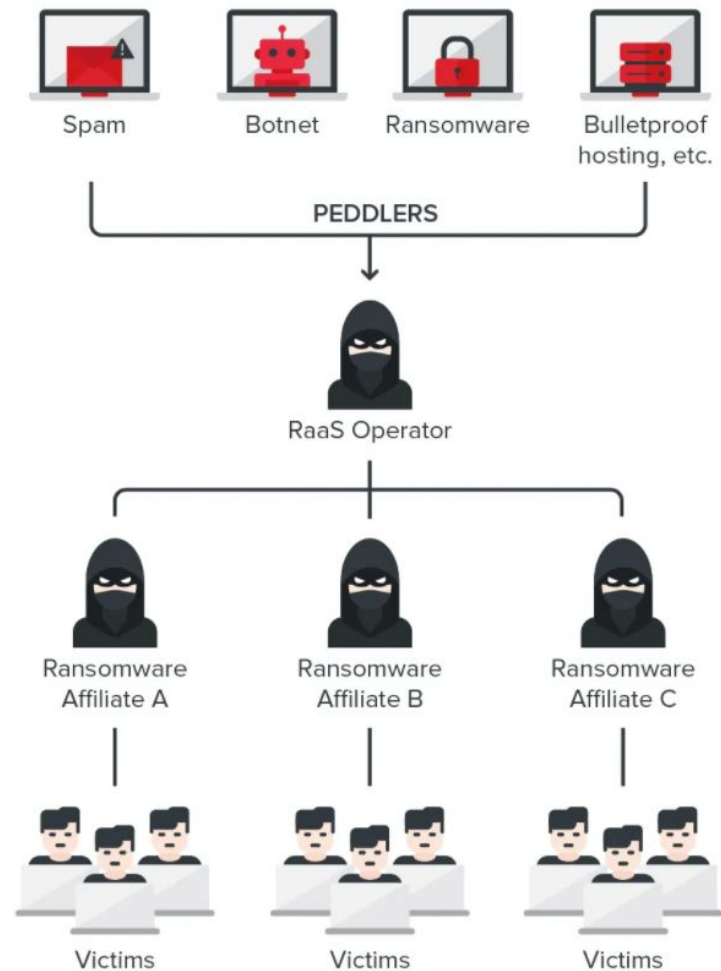 Spam
Botnet
Ransomware
Bulletproof
hosting, etc.
PEDDLERS
RaaS Operator
Ransomware
Affiliate A
Ransomware
Affiliate B
Ransomware
Affiliate C
Victims
Victims
Victims